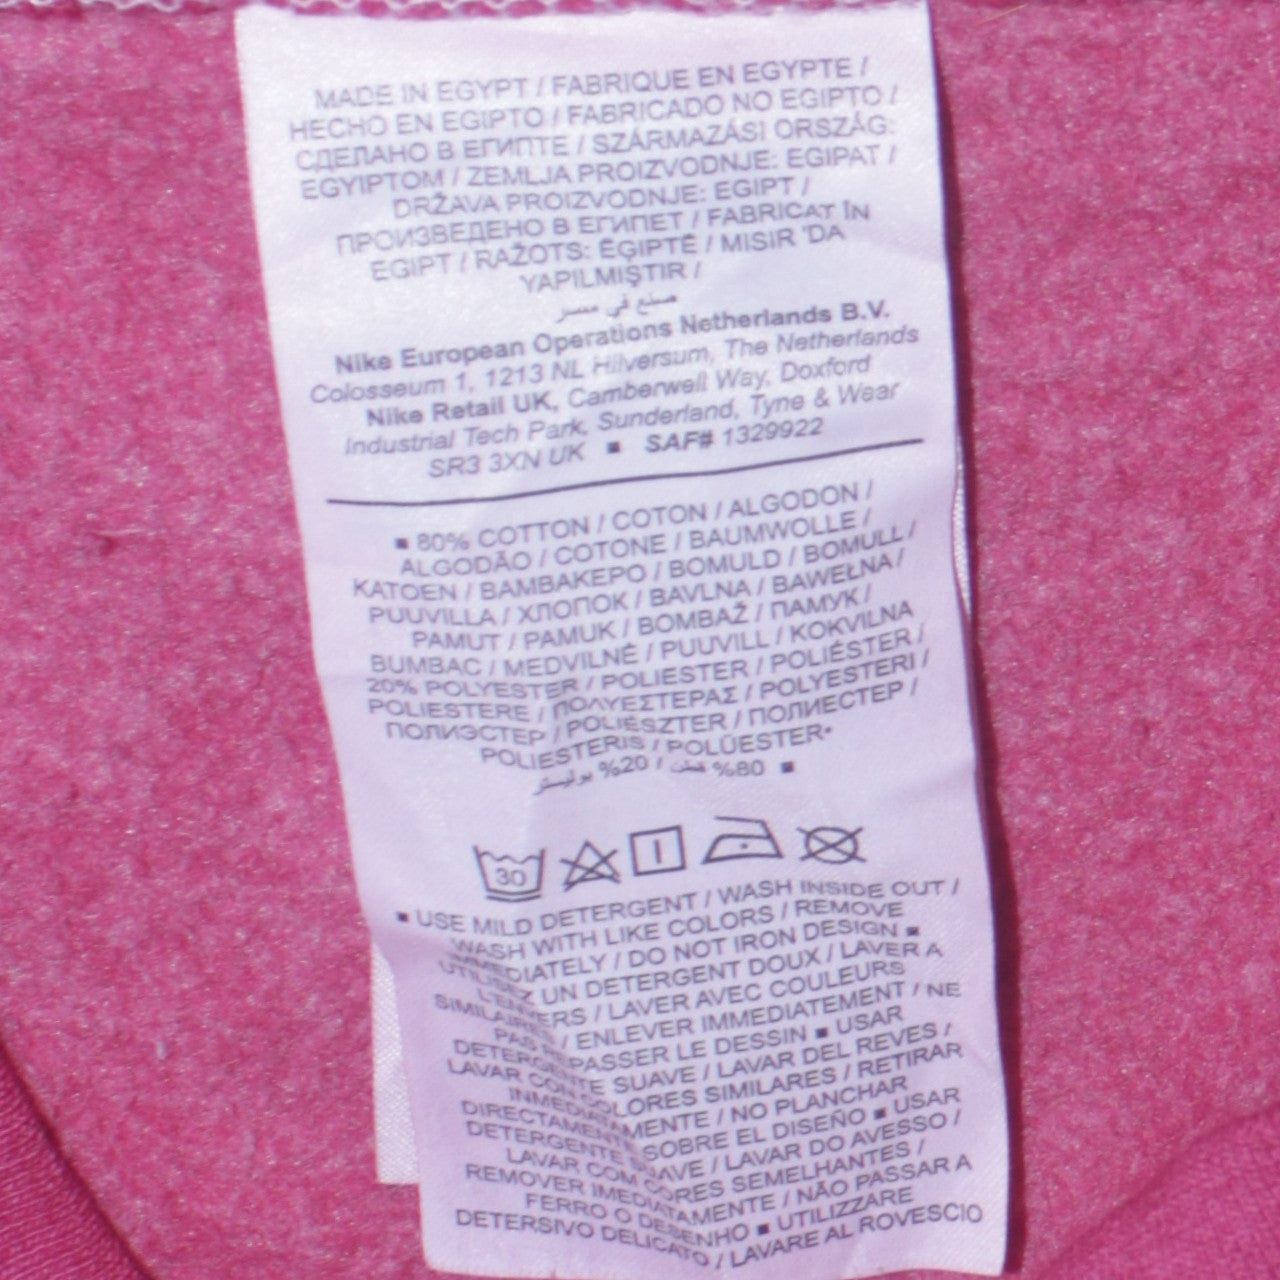 MADE IN EGYPT / FABRIQUE EN EGYPTE /
HECHO EN EGIPTO / FABRICADO NO EGIPTO /
СДЕЛАНО В ЕГИПТЕ / SZÁRMAZÁSI ORSZÁG:
EGYIPTOM / ZEMLJA PROIZVODNJE: EGIPAT /
DRŽAVA PROIZVODNJE: EGIPT /
ПРОИЗВЕДЕНО В ЕГИПЕТ / FABRICAT ÎN
EGIPT / RAŽOTS: ĒĢIPTĒ / MISIR 'DA
YAPILMIŞTIR /
صنع في مصر
Nike European Operations Netherlands B.V.
Colosseum 1, 1213 NL Hilversum, The Netherlands
Nike Retail UK, Camberwell Way, Doxford
Industrial Tech Park, Sunderland, Tyne & Wear
SR3 3XN UK ■ SAF# 1329922
■ 80% COTTON / COTON / ALGODON /
ALGODÃO / COTONE / BAUMWOLLE /
KATOEN / ΒΑΜΒΑΚΕΡΟ / BOMULD / BOMULL /
PUUVILLA / ХЛОПОК / BAVLNA / BAWEŁNA /
PAMUT / PAMUK / BOMBAŽ / ПАМУК /
BUMBAC / MEDVILNĖ / PUUVILL / KOKVILNA
20% POLYESTER / POLIESTER / POLIÉSTER /
POLIESTERE / ΠΟΛΥΕΣΤΕΡΑΣ / POLYESTERI /
ПОЛИЭСТЕР / POLIÉSZTER / ПОЛИЕСТЕР /
POLIESTERIS / POLÜESTER*
%80 قطن / %20 بوليستر ■
30
■ USE MILD DETERGENT / WASH INSIDE OUT /
WASH WITH LIKE COLORS / REMOVE
IMMEDIATELY / DO NOT IRON DESIGN ■
UTILISEZ UN DETERGENT DOUX / LAVER A
L'ENVERS / LAVER AVEC COULEURS
SIMILAIRES / ENLEVER IMMEDIATEMENT / NE
PAS REPASSER LE DESSIN ■ USAR
DETERGENTE SUAVE / LAVAR DEL REVES /
LAVAR CON COLORES SIMILARES / RETIRAR
INMEDIATAMENTE / NO PLANCHAR
DIRECTAMENTE SOBRE EL DISEÑO ■ USAR
DETERGENTE SUAVE / LAVAR DO AVESSO /
LAVAR COM CORES SEMELHANTES /
REMOVER IMEDIATAMENTE / NÃO PASSAR A
FERRO O DESENHO ■ UTILIZZARE
DETERSIVO DELICATO / LAVARE AL ROVESCIO